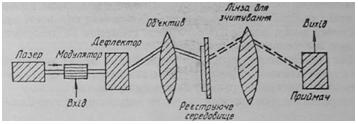 Лазер
Модулятор
Вхід
Дефлектор
Об'єктив
Реєструюче
середовище
Лінза для
зчитування
Вихід
Приймач